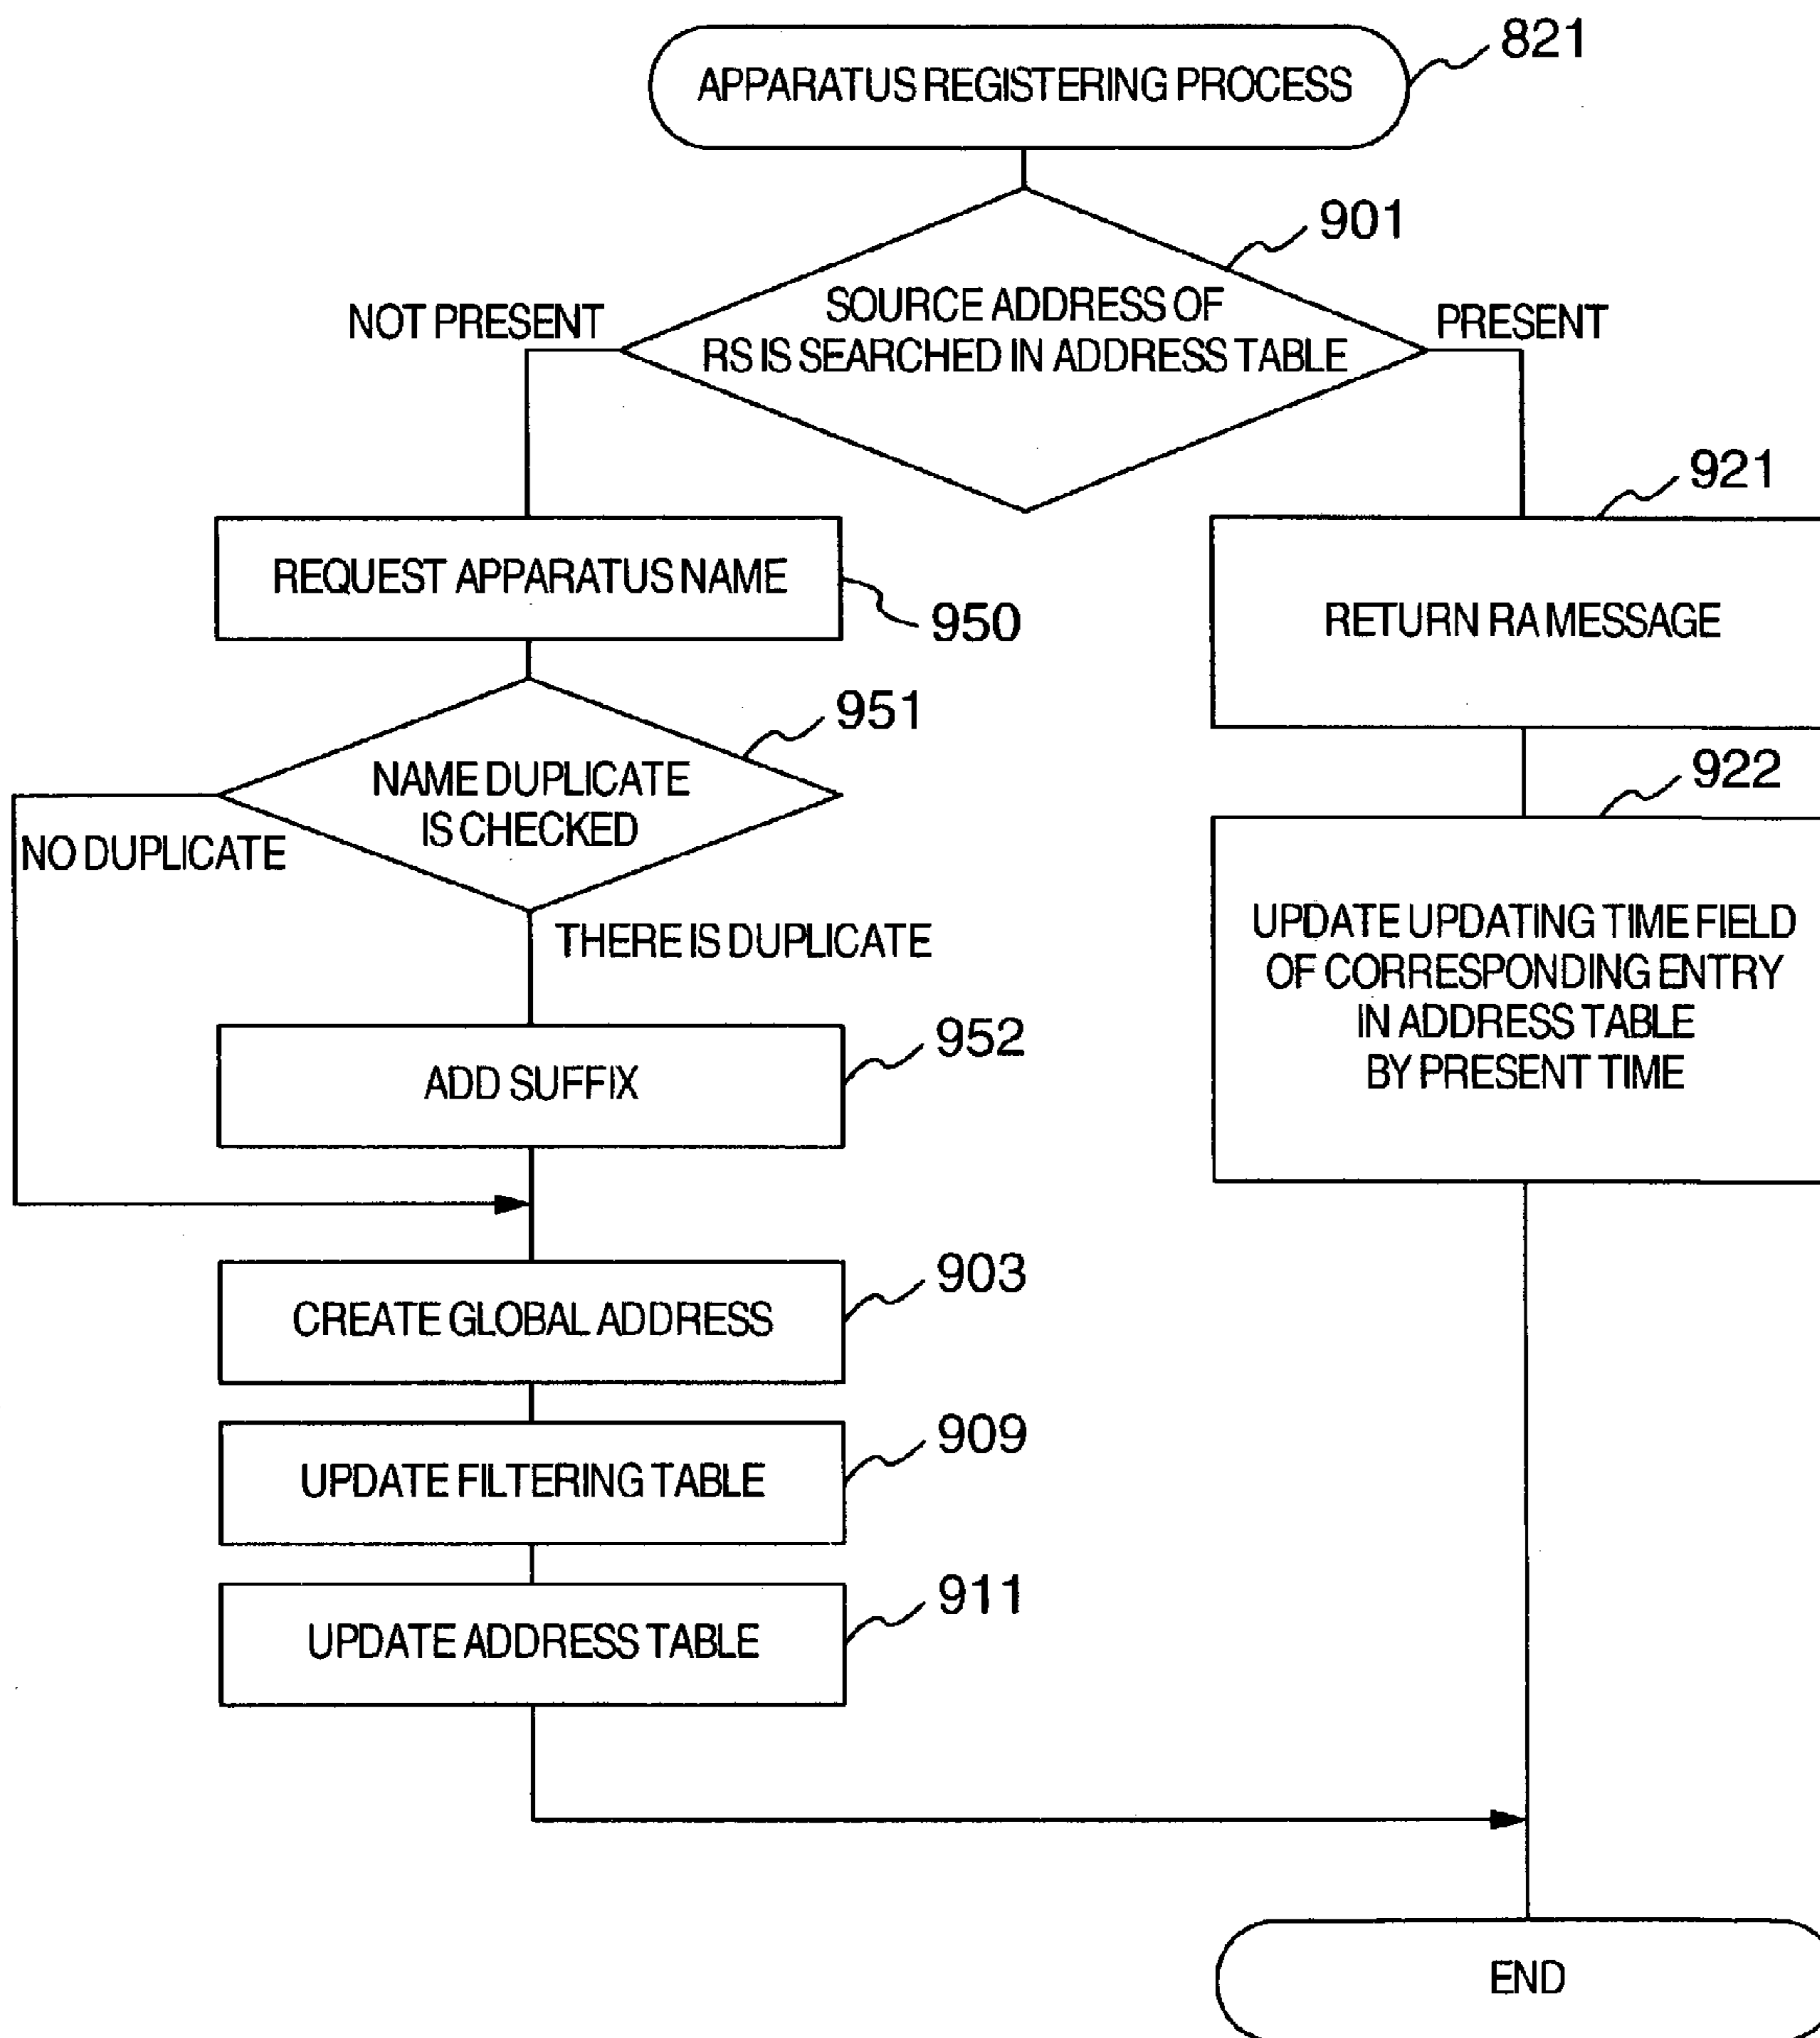 821
APPARATUS REGISTERING PROCESS
901
SOURCE ADDRESS OF
RS IS SEARCHED IN ADDRESS TABLE
NOT PRESENT
PRESENT
921
REQUEST APPARATUS NAME
950
RETURN RA MESSAGE
951
NAME DUPLICATE
IS CHECKED
922
NO DUPLICATE
THERE IS DUPLICATE
UPDATE UPDATING TIME FIELD
OF CORRESPONDING ENTRY
IN ADDRESS TABLE
BY PRESENT TIME
952
ADD SUFFIX
903
CREATE GLOBAL ADDRESS
909
UPDATE FILTERING TABLE
911
UPDATE ADDRESS TABLE
END